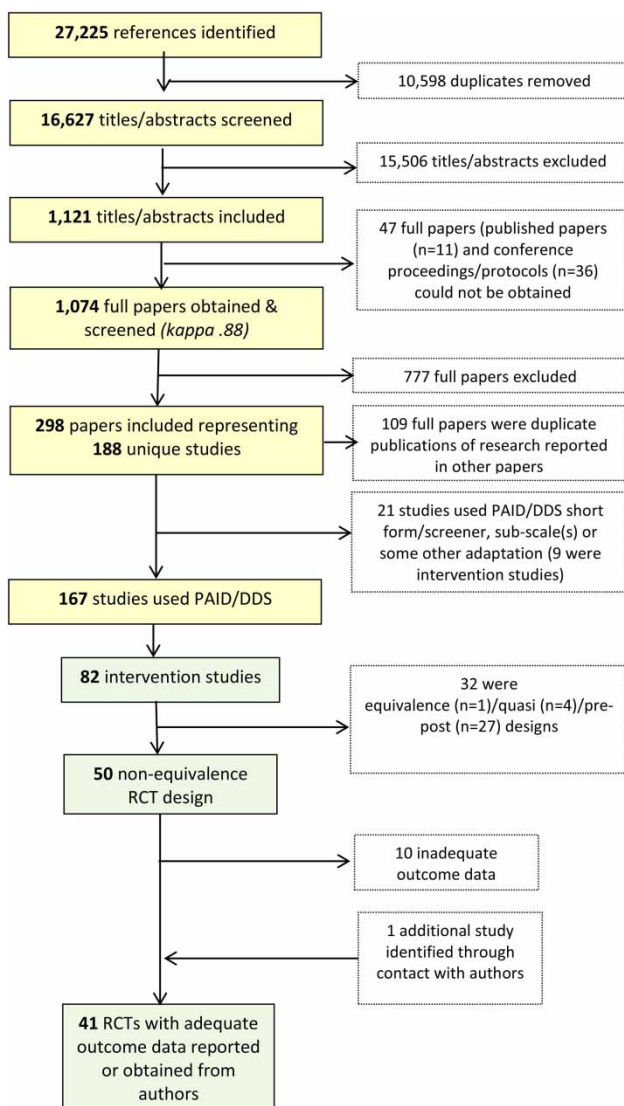 27,225 references identified
10,598 duplicates removed
16,627 titles/abstracts screened
15,506 titles/abstracts excluded
1,121 titles/abstracts included
47 full papers (published papers
(n=11) and conference
proceedings/protocols (n=36)
could not be obtained
1,074 full papers obtained &
screened (kappa .88)
777 full papers excluded
298 papers included representing
188 unique studies
109 full papers were duplicate
publications of research reported
in other papers
21 studies used PAID/DDS short
form/screener, sub-scale(s) or
some other adaptation (9 were
intervention studies)
167 studies used PAID/DDS
82 intervention studies
32 were
equivalence (n=1)/quasi (n=4)/pre-
post (n=27) designs
50 non-equivalence
RCT design
10 inadequate
outcome data
1 additional study
identified through
contact with authors
41 RCTs with adequate
outcome data reported
or obtained from
authors